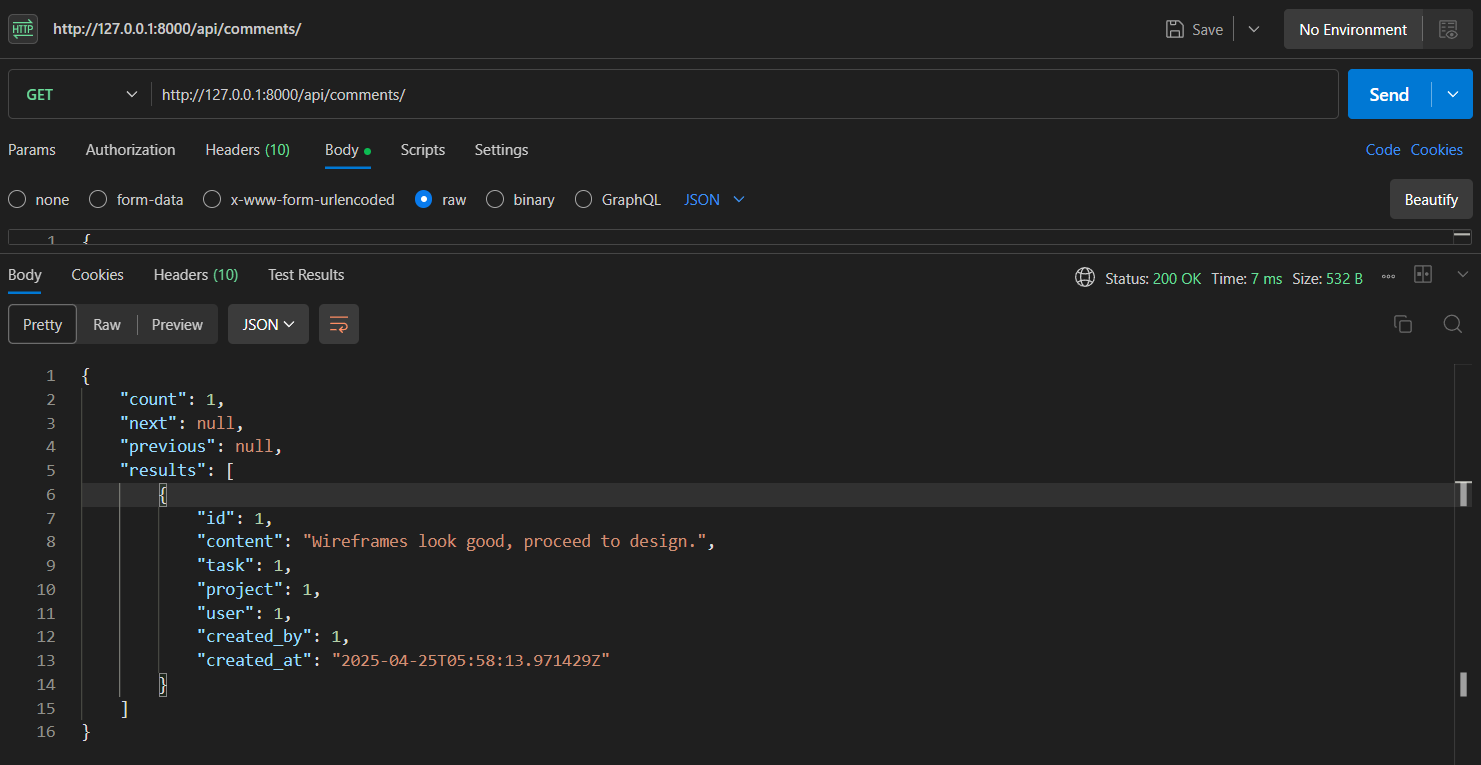 HTTP http://127.0.0.1:8000/api/comments/ Save No Environment
GET http://127.0.0.1:8000/api/comments/ Send
Params Authorization Headers (10) Body Scripts Settings Code Cookies
none form-data x-www-form-urlencoded raw binary GraphQL JSON Beautify
1 {
Body Cookies Headers (10) Test Results Status: 200 OK Time: 7 ms Size: 532 B
Pretty Raw Preview JSON
1 {
2 "count": 1,
3 "next": null,
4 "previous": null,
5 "results": [
6 {
7 "id": 1,
8 "content": "Wireframes look good, proceed to design.",
9 "task": 1,
10 "project": 1,
11 "user": 1,
12 "created_by": 1,
13 "created_at": "2025-04-25T05:58:13.971429Z"
14 }
15 ]
16 }